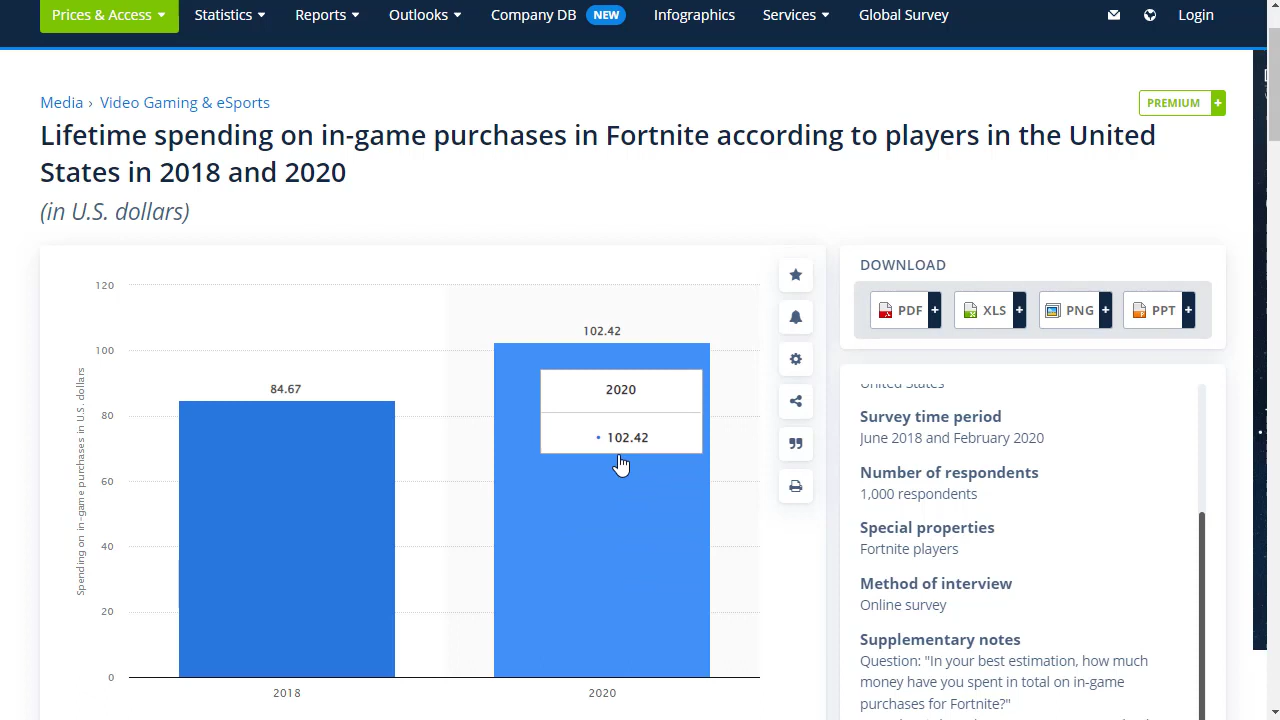 Prices & Access Statistics Reports Outlooks Company DB NEW Infographics Services Global Survey Login
Media › Video Gaming & eSports
PREMIUM +
Lifetime spending on in-game purchases in Fortnite according to players in the United
States in 2018 and 2020
(in U.S. dollars)
Spending on in-game purchases in U.S. dollars
120
100
80
60
40
20
0
84.67
102.42
2020
• 102.42
2018
2020
DOWNLOAD
PDF + XLS + PNG + PPT +
United States
Survey time period
June 2018 and February 2020
Number of respondents
1,000 respondents
Special properties
Fortnite players
Method of interview
Online survey
Supplementary notes
Question: "In your best estimation, how much
money have you spent in total on in-game
purchases for Fortnite?"